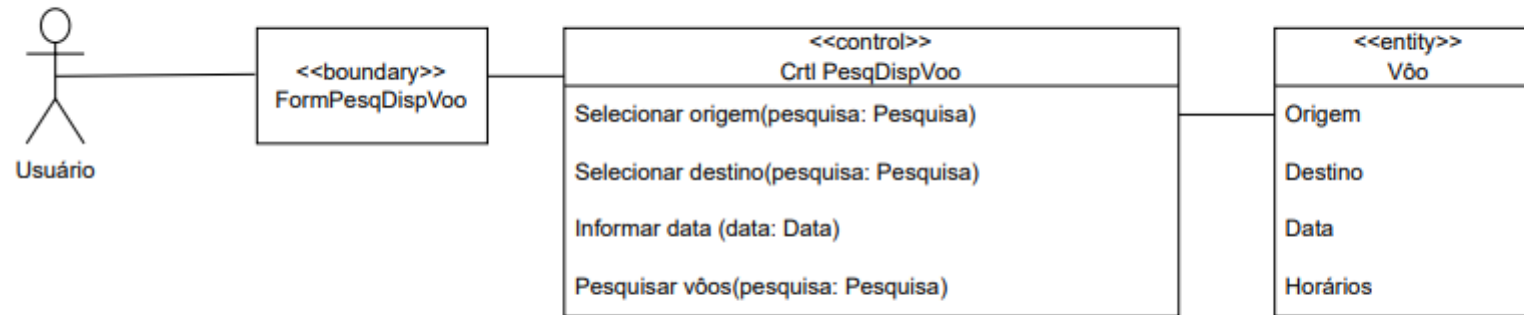 Usuário
<<boundary>>
FormPesqDispVoo
<<control>>
Crtl PesqDispVoo
Selecionar origem(pesquisa: Pesquisa)
Selecionar destino(pesquisa: Pesquisa)
Informar data (data: Data)
Pesquisar vôos(pesquisa: Pesquisa)
<<entity>>
Vôo
Origem
Destino
Data
Horários